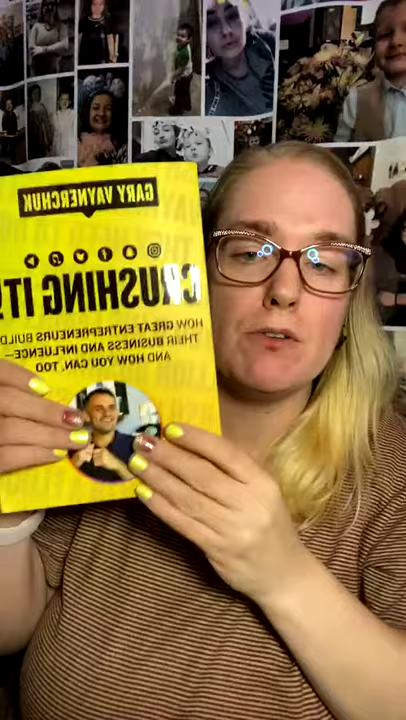 GARY VAYNERCHUK
CRUSHING IT!
HOW GREAT ENTREPRENEURS BUILD
THEIR BUSINESS AND INFLUENCE—
AND HOW YOU CAN, TOO